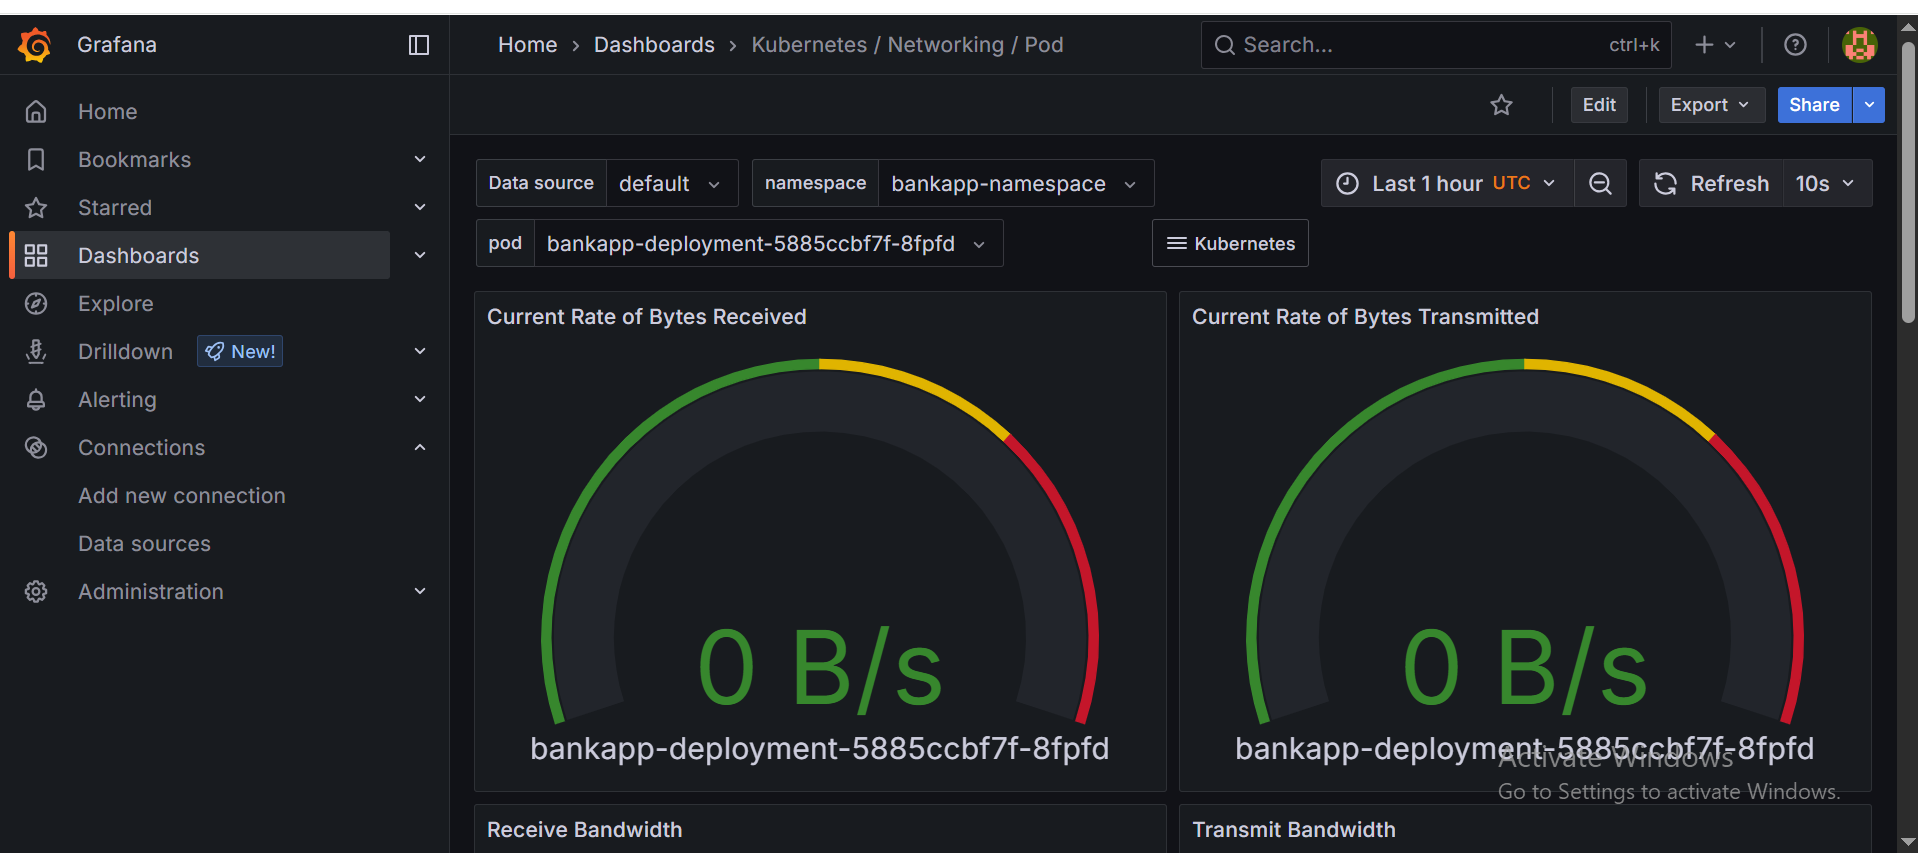 Grafana
Home › Dashboards › Kubernetes / Networking / Pod
Search... ctrl+k
Home
Bookmarks
Starred
Dashboards
Explore
Drilldown New!
Alerting
Connections
Add new connection
Data sources
Administration
Edit Export Share
Data source default namespace bankapp-namespace Last 1 hour UTC Refresh 10s
pod bankapp-deployment-5885ccbf7f-8fpfd Kubernetes
Current Rate of Bytes Received
0 B/s
bankapp-deployment-5885ccbf7f-8fpfd
Current Rate of Bytes Transmitted
0 B/s
bankapp-deployment-5885ccbf7f-8fpfd
Activate Windows
Go to Settings to activate Windows.
Receive Bandwidth
Transmit Bandwidth